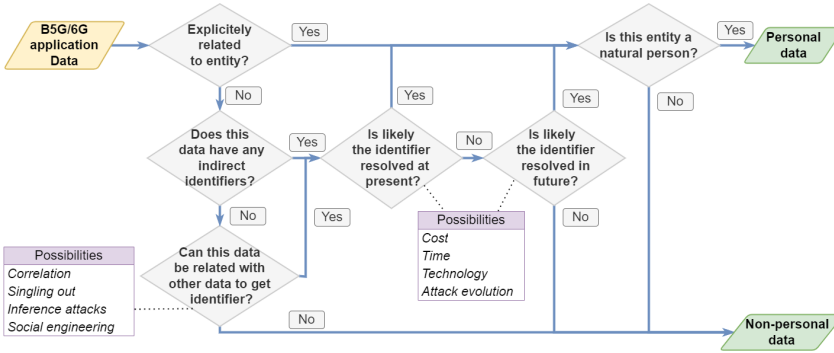 B5G/6G
application
Data
Explicitely
related
to entity?
Yes
Is this entity a
natural person?
Yes
Personal
data
No
Yes
Yes
No
Does this
data have any
indirect
identifiers?
Yes
Is likely
the identifier
resolved at
present?
No
Is likely
the identifier
resolved in
future?
No
Yes
No
Possibilities
Cost
Time
Technology
Attack evolution
Possibilities
Correlation
Singling out
Inference attacks
Social engineering
Can this data
be related with
other data to get
identifier?
No
Non-personal
data